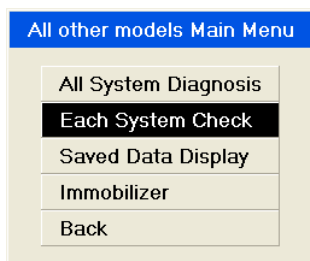 All other models Main Menu
All System Diagnosis
Each System Check
Saved Data Display
Immobilizer
Back